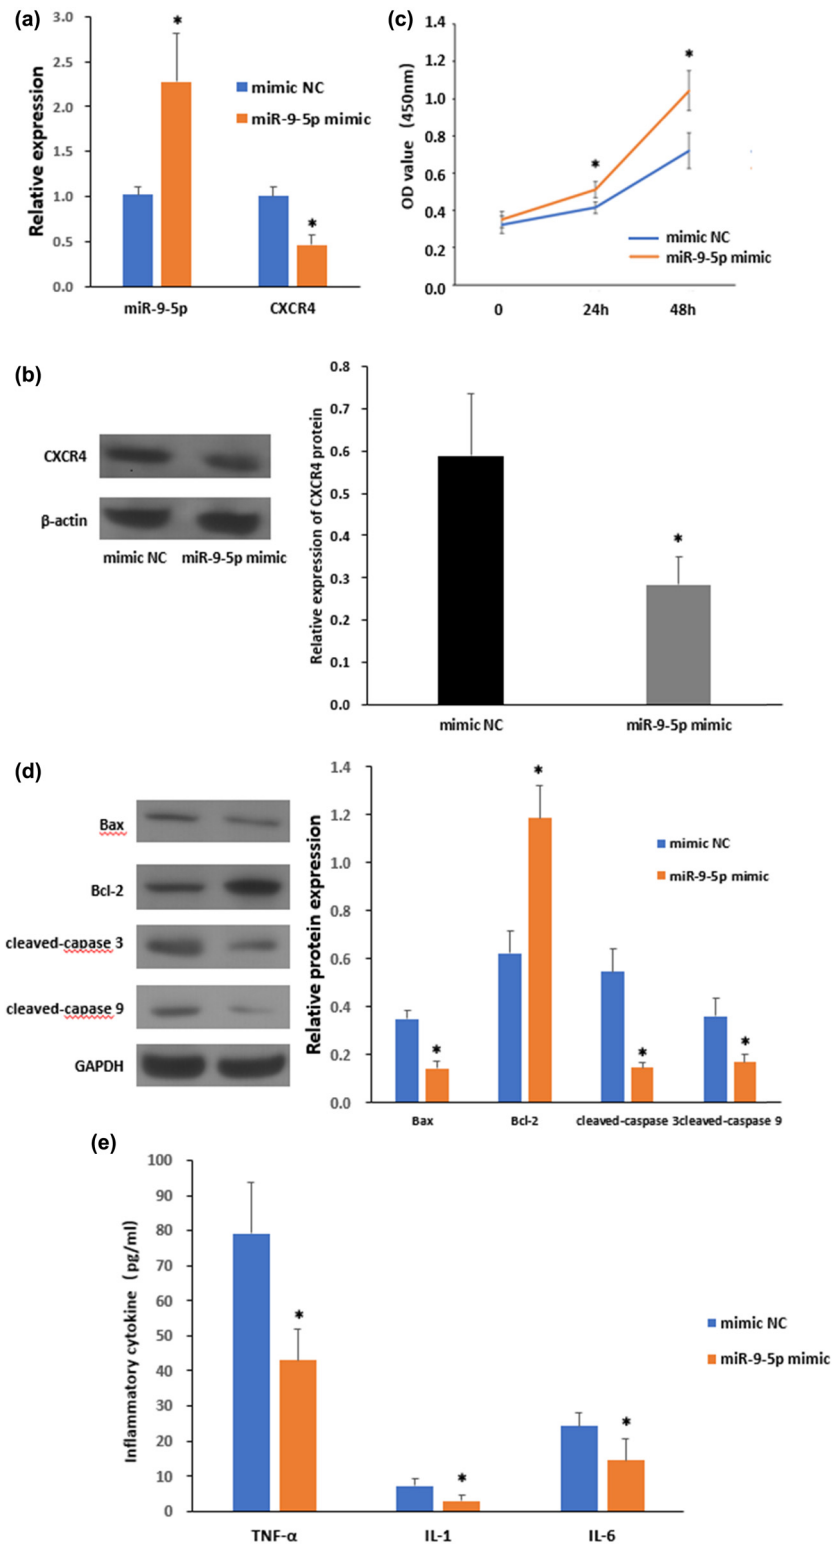 (a)
3.0
2.5
2.0
1.5
1.0
0.5
0.0
Relative expression
*
*
mimic NC
miR-9-5p mimic
miR-9-5p
CXCR4
(c)
1.4
1.2
1.0
0.8
0.6
0.4
0.2
0.0
OD value (450nm)
*
*
mimic NC
miR-9-5p mimic
0
24h
48h
(b)
CXCR4
β-actin
mimic NC
miR-9-5p mimic
0.8
0.7
0.6
0.5
0.4
0.3
0.2
0.1
0.0
Relative expression of CXCR4 protein
*
mimic NC
miR-9-5p mimic
(d)
Bax
Bcl-2
cleaved-capase 3
cleaved-capase 9
GAPDH
1.4
1.2
1.0
0.8
0.6
0.4
0.2
0.0
Relative protein expression
*
*
*
*
mimic NC
miR-9-5p mimic
Bax
Bcl-2
cleaved-caspase 3
cleaved-caspase 9
(e)
100
90
80
70
60
50
40
30
20
10
0
Inflammatory cytokine (pg/ml)
*
*
*
mimic NC
miR-9-5p mimic
TNF-α
IL-1
IL-6